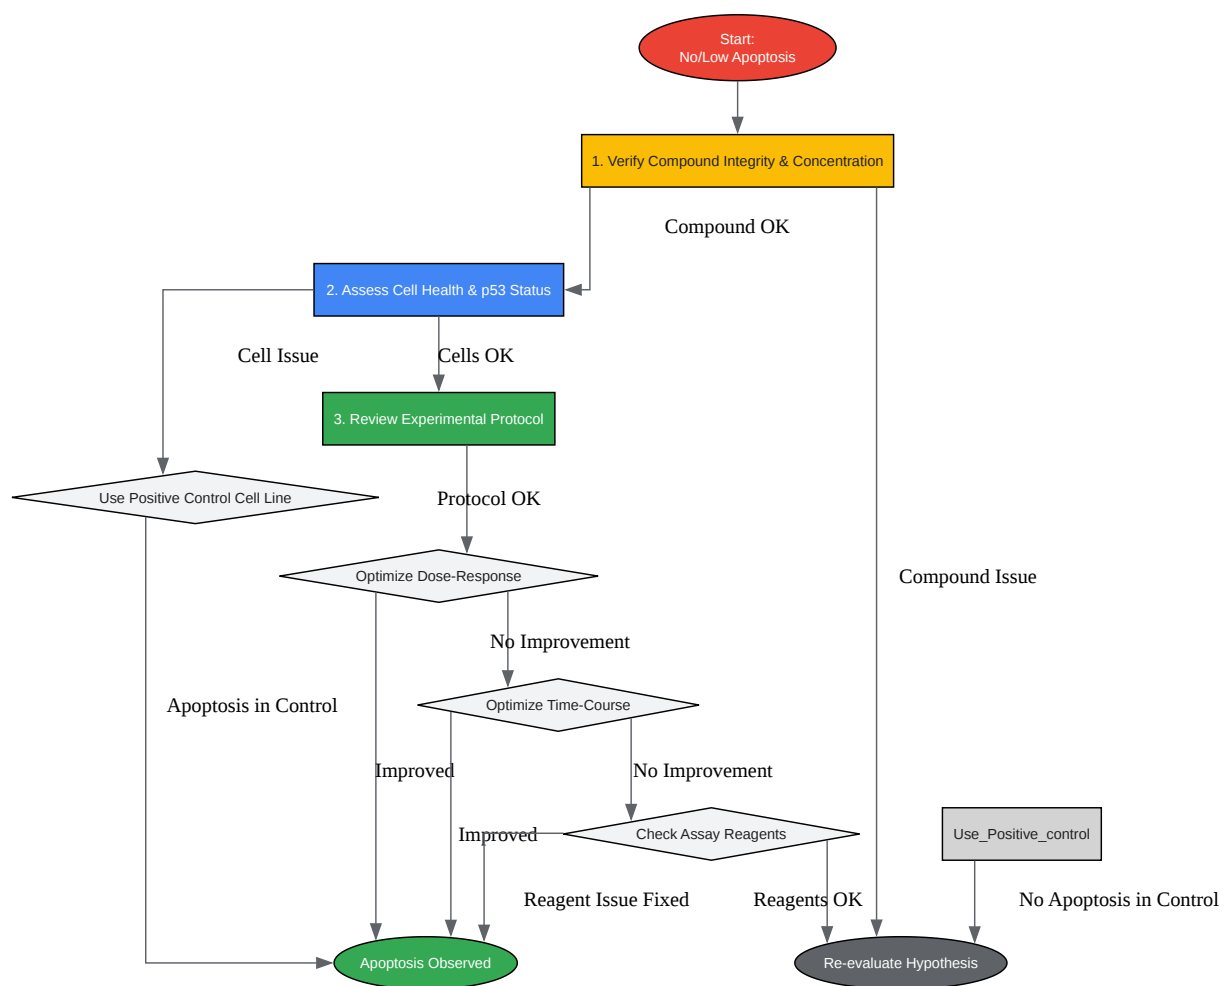 Start:
No/Low Apoptosis
1. Verify Compound Integrity & Concentration
Compound OK
2. Assess Cell Health & p53 Status
Cell Issue
Cells OK
3. Review Experimental Protocol
Use Positive Control Cell Line
Protocol OK
Optimize Dose-Response
Compound Issue
No Improvement
Apoptosis in Control
Optimize Time-Course
Improved
No Improvement
Improved
Check Assay Reagents
Use_Positive_control
Reagent Issue Fixed
Reagents OK
No Apoptosis in Control
Apoptosis Observed
Re-evaluate Hypothesis